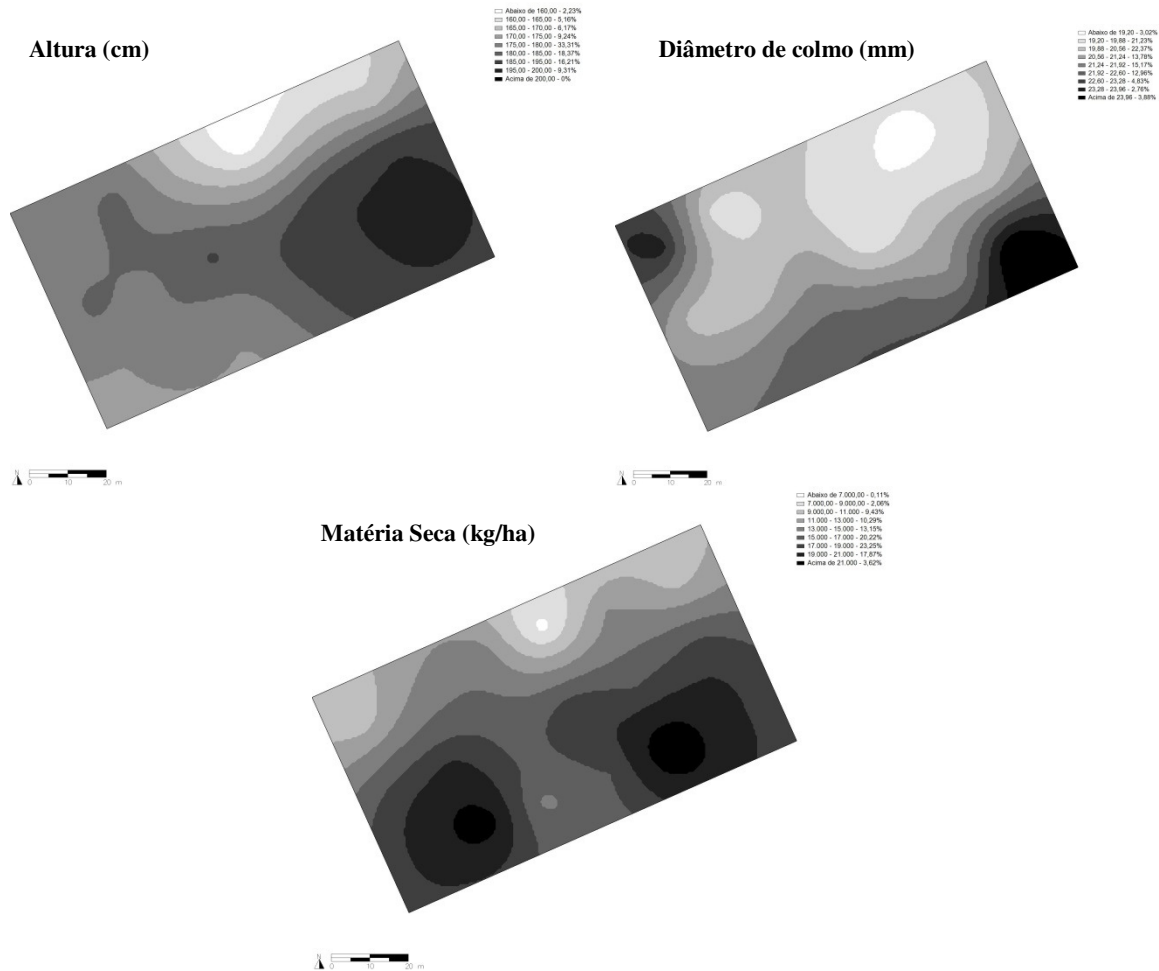 Altura (cm)
Abaixo de 160,00 - 2,23%
160,00 - 165,00 - 5,16%
165,00 - 170,00 - 6,17%
170,00 - 175,00 - 9,24%
175,00 - 180,00 - 33,31%
180,00 - 185,00 - 18,37%
185,00 - 195,00 - 16,21%
195,00 - 200,00 - 9,31%
Acima de 200,00 - 0%
N
0 10 20 m
Diâmetro de colmo (mm)
Abaixo de 19,20 - 3,02%
19,20 - 19,88 - 21,23%
19,88 - 20,56 - 22,37%
20,56 - 21,24 - 13,78%
21,24 - 21,92 - 15,17%
21,92 - 22,60 - 12,96%
22,60 - 23,28 - 4,83%
23,28 - 23,96 - 2,76%
Acima de 23,96 - 3,88%
N
0 10 20 m
Matéria Seca (kg/ha)
Abaixo de 7.000,00 - 0,11%
7.000,00 - 9.000,00 - 2,06%
9.000,00 - 11.000 - 9,43%
11.000 - 13.000 - 10,29%
13.000 - 15.000 - 13,15%
15.000 - 17.000 - 20,22%
17.000 - 19.000 - 23,25%
19.000 - 21.000 - 17,87%
Acima de 21.000 - 3,62%
N
0 10 20 m